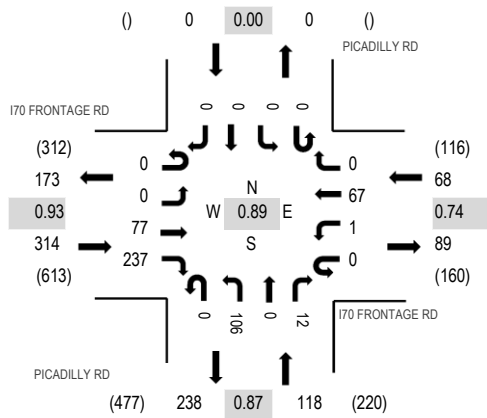 () 0 0.00 0 ()
PICADILLY RD
I70 FRONTAGE RD
0 0 0 0
(312) (116)
173 0 0 68
0 N 67
0.93 W 0.89 E 0.74
314 77 S 1 89
237 0
(613) (160)
0 106 0 12
I70 FRONTAGE RD
PICADILLY RD
(477) 238 0.87 118 (220)